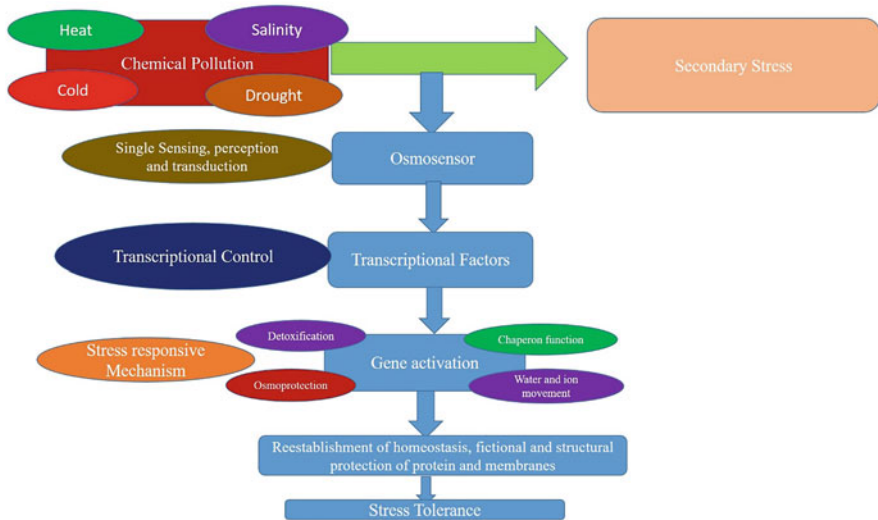 Heat
Salinity
Chemical Pollution
Cold
Drought
Secondary Stress
Single Sensing, perception
and transduction
Osmosensor
Transcriptional Control
Transcriptional Factors
Detoxification
Chaperon function
Stress responsive
Mechanism
Gene activation
Osmoprotection
Water and ion
movement
Reestablishment of homeostasis, fictional and structural
protection of protein and membranes
Stress Tolerance